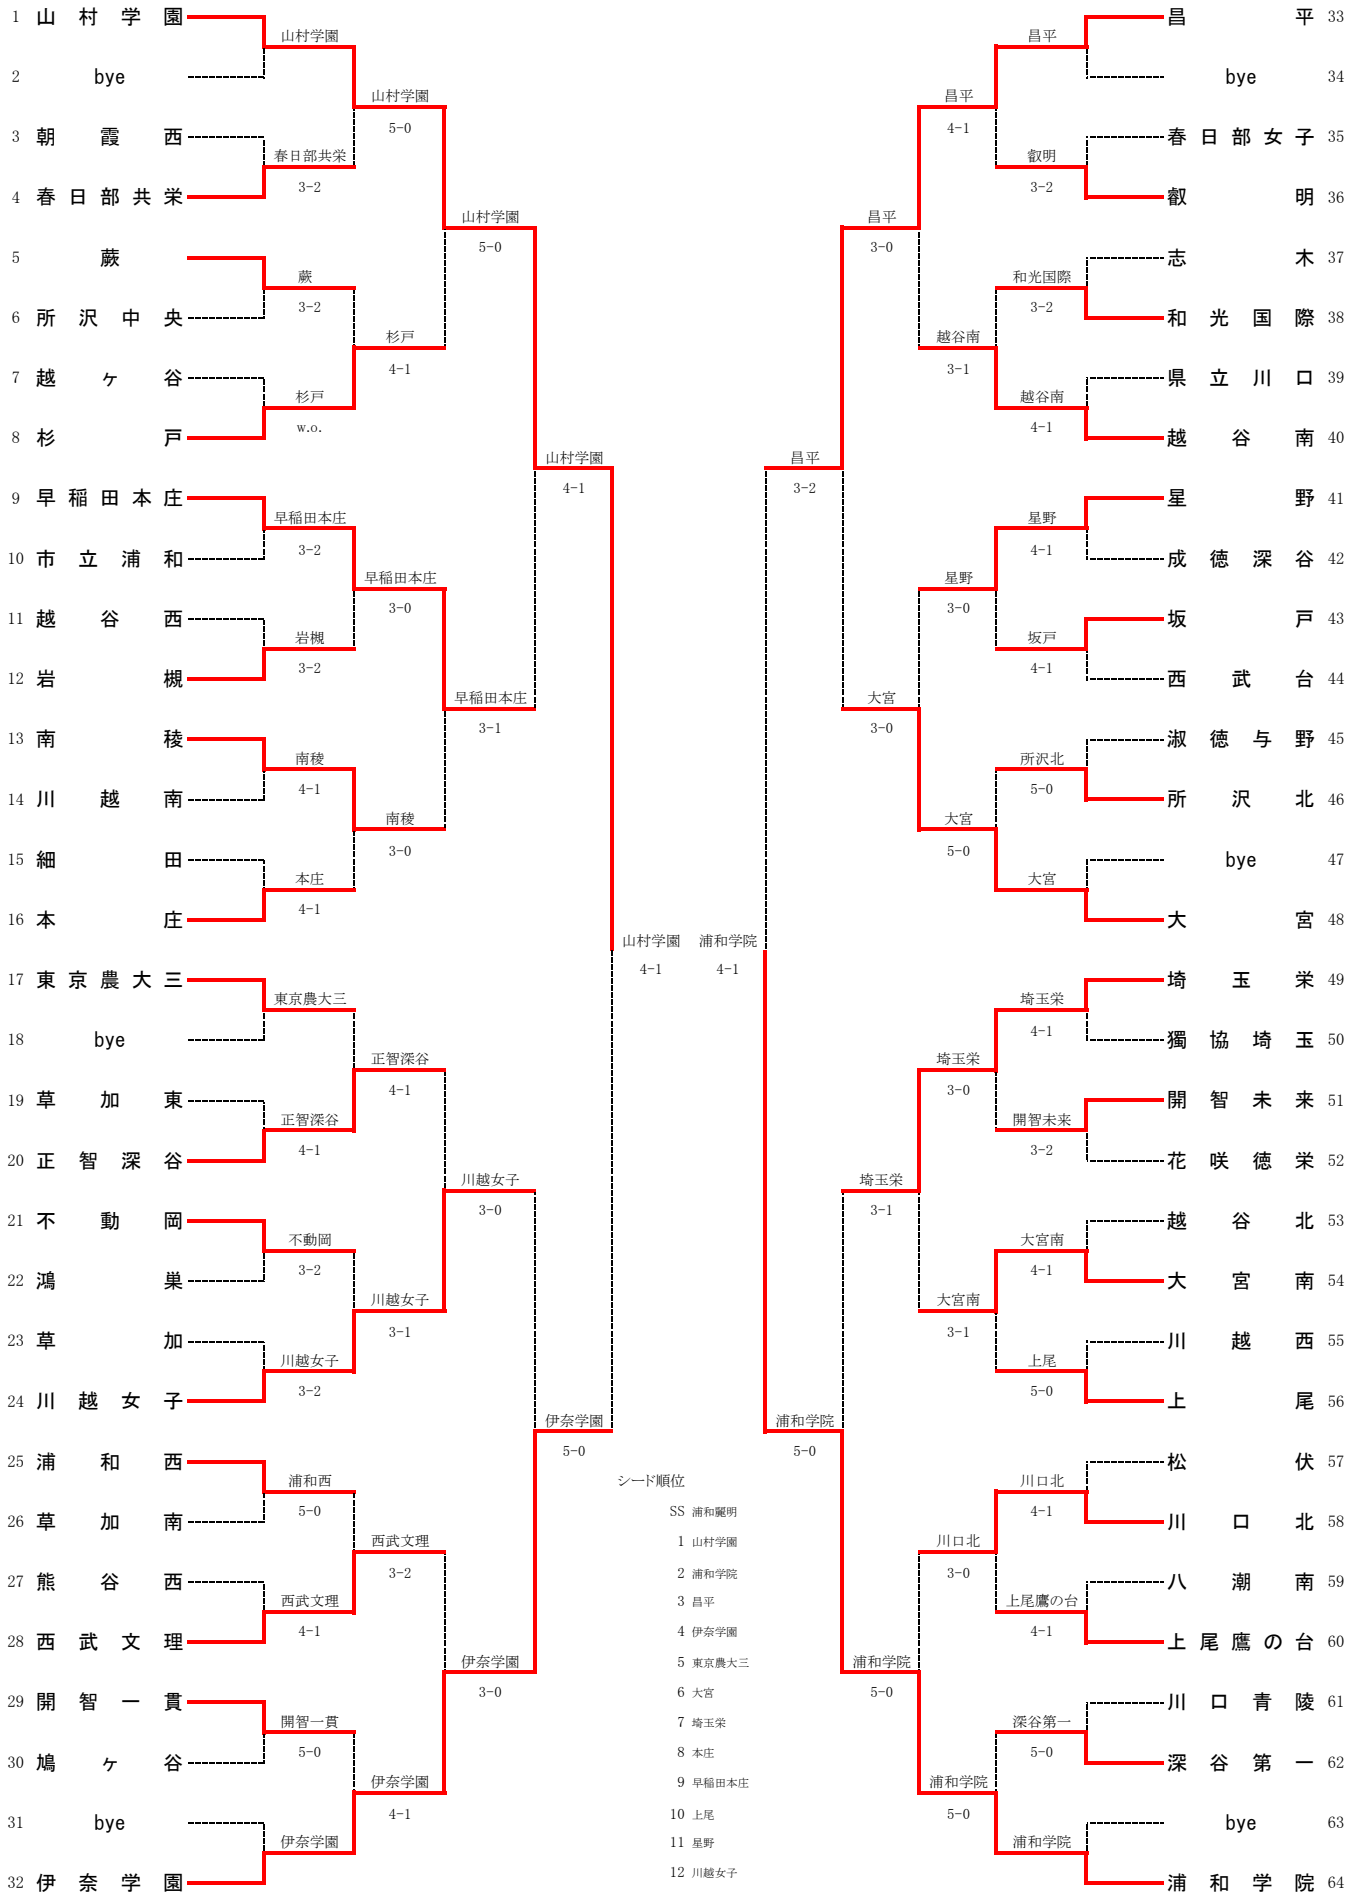 1 山村学園
2 bye
3 朝霞西
4 春日部共栄
5 蕨
6 所沢中央
7 越ヶ谷
8 杉戸
9 早稲田本庄
10 市立浦和
11 越谷西
12 岩槻
13 南稜
14 川越南
15 細田
16 本庄
17 東京農大三
18 bye
19 草加東
20 正智深谷
21 不動岡
22 鴻巣
23 草加
24 川越女子
25 浦和西
26 草加南
27 熊谷西
28 西武文理
29 開智一貫
30 鳩ヶ谷
31 bye
32 伊奈学園
山村学園
春日部共栄
3-2
蕨
3-2
杉戸
w.o.
早稲田本庄
3-2
岩槻
3-2
南稜
4-1
本庄
4-1
東京農大三
正智深谷
4-1
不動岡
3-2
川越女子
3-2
浦和西
5-0
西武文理
4-1
開智一貫
5-0
伊奈学園
山村学園
5-0
杉戸
4-1
早稲田本庄
3-0
南稜
3-0
正智深谷
4-1
川越女子
3-1
西武文理
3-2
伊奈学園
4-1
山村学園
5-0
早稲田本庄
3-1
川越女子
3-0
伊奈学園
3-0
山村学園
4-1
伊奈学園
5-0
山村学園
4-1
浦和学院
4-1
シード順位
SS 浦和麗明
1 山村学園
2 浦和学院
3 昌平
4 伊奈学園
5 東京農大三
6 大宮
7 埼玉栄
8 本庄
9 早稲田本庄
10 上尾
11 星野
12 川越女子
昌平
3-2
浦和学院
5-0
昌平
3-0
大宮
3-0
埼玉栄
3-1
浦和学院
5-0
昌平
4-1
越谷南
3-1
星野
3-0
大宮
5-0
埼玉栄
3-0
大宮南
3-1
川口北
3-0
浦和学院
5-0
昌平
叡明
3-2
和光国際
3-2
越谷南
4-1
星野
4-1
坂戸
4-1
所沢北
5-0
大宮
埼玉栄
4-1
開智未来
3-2
大宮南
4-1
上尾
5-0
川口北
4-1
上尾鷹の台
4-1
深谷第一
5-0
浦和学院
昌平 33
bye 34
春日部女子 35
叡明 36
志木 37
和光国際 38
県立川口 39
越谷南 40
星野 41
成徳深谷 42
坂戸 43
西武台 44
淑徳与野 45
所沢北 46
bye 47
大宮 48
埼玉栄 49
獨協埼玉 50
開智未来 51
花咲徳栄 52
越谷北 53
大宮南 54
川越西 55
上尾 56
松伏 57
川口北 58
八潮南 59
上尾鷹の台 60
川口青陵 61
深谷第一 62
bye 63
浦和学院 64